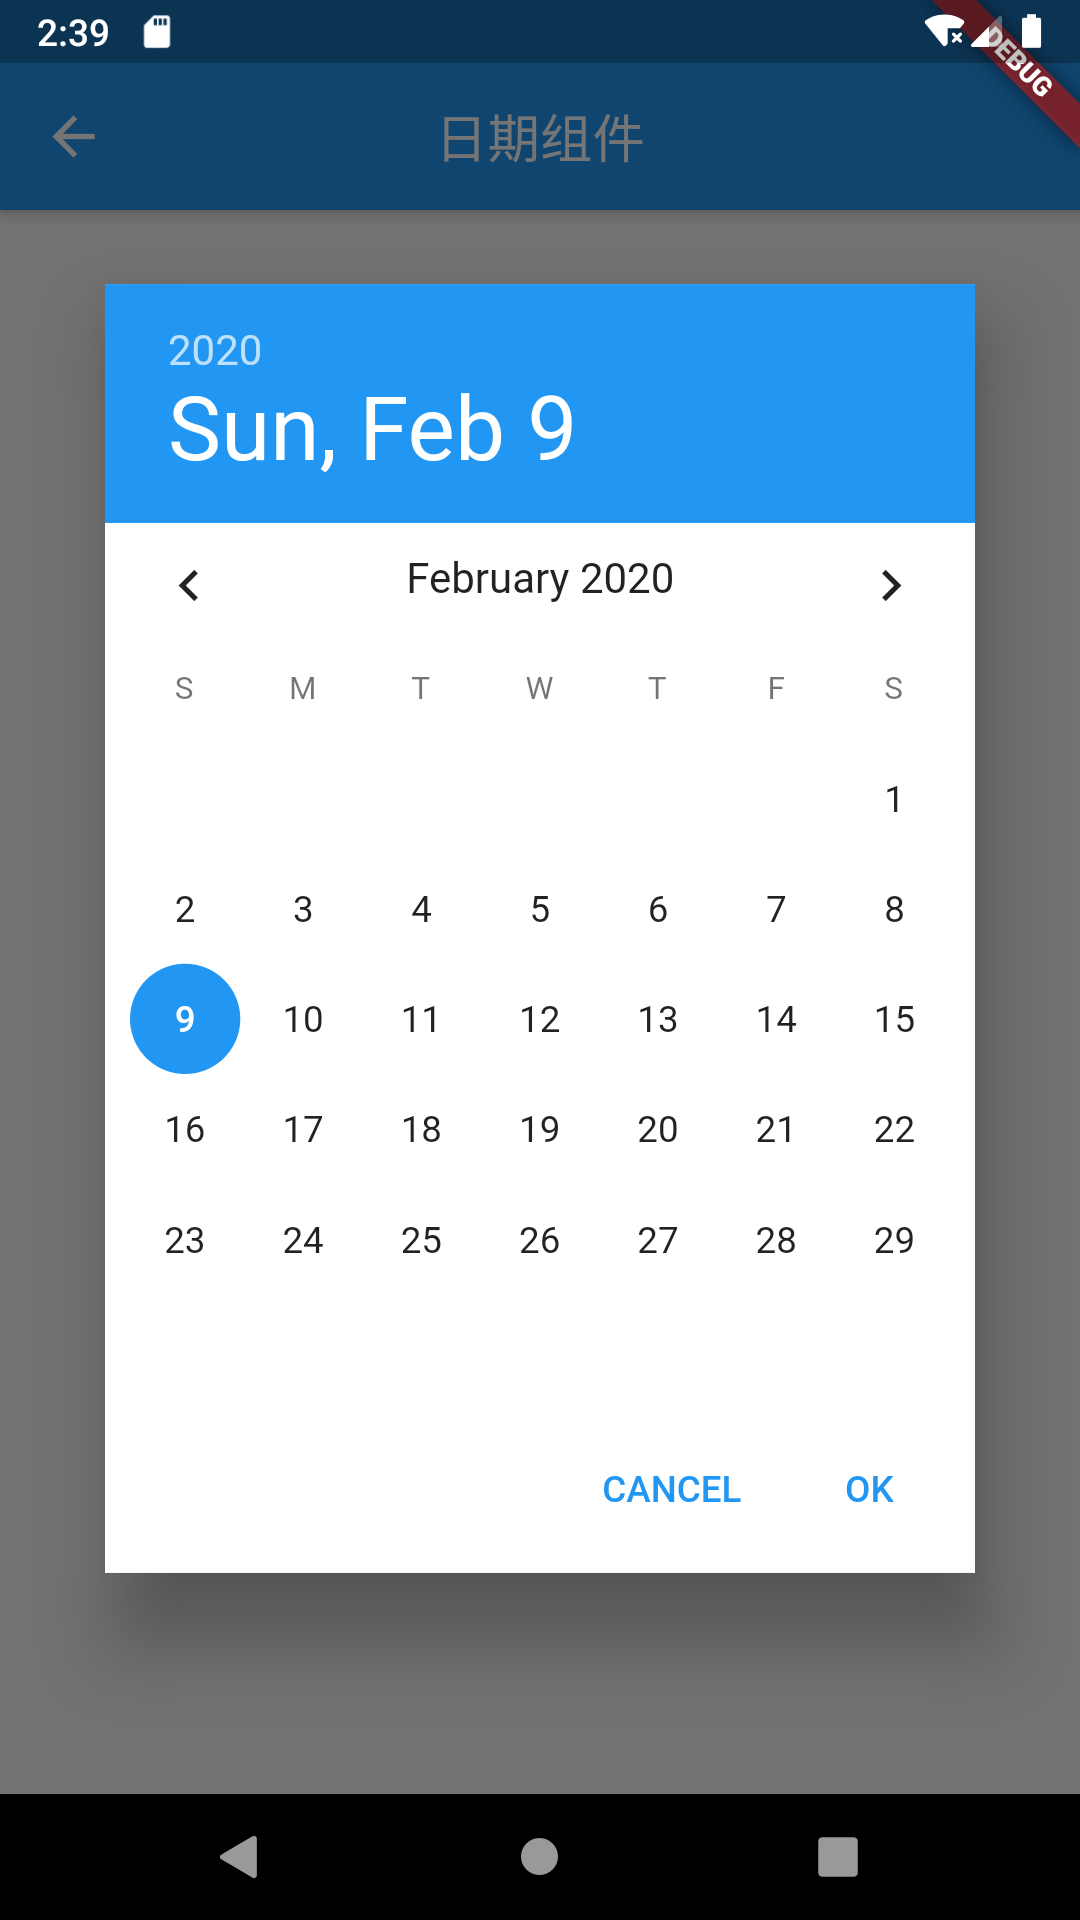 2:39
DEBUG
日期组件
2020
Sun, Feb 9
February 2020
S M T W T F S
1
2 3 4 5 6 7 8
9 10 11 12 13 14 15
16 17 18 19 20 21 22
23 24 25 26 27 28 29
CANCEL OK